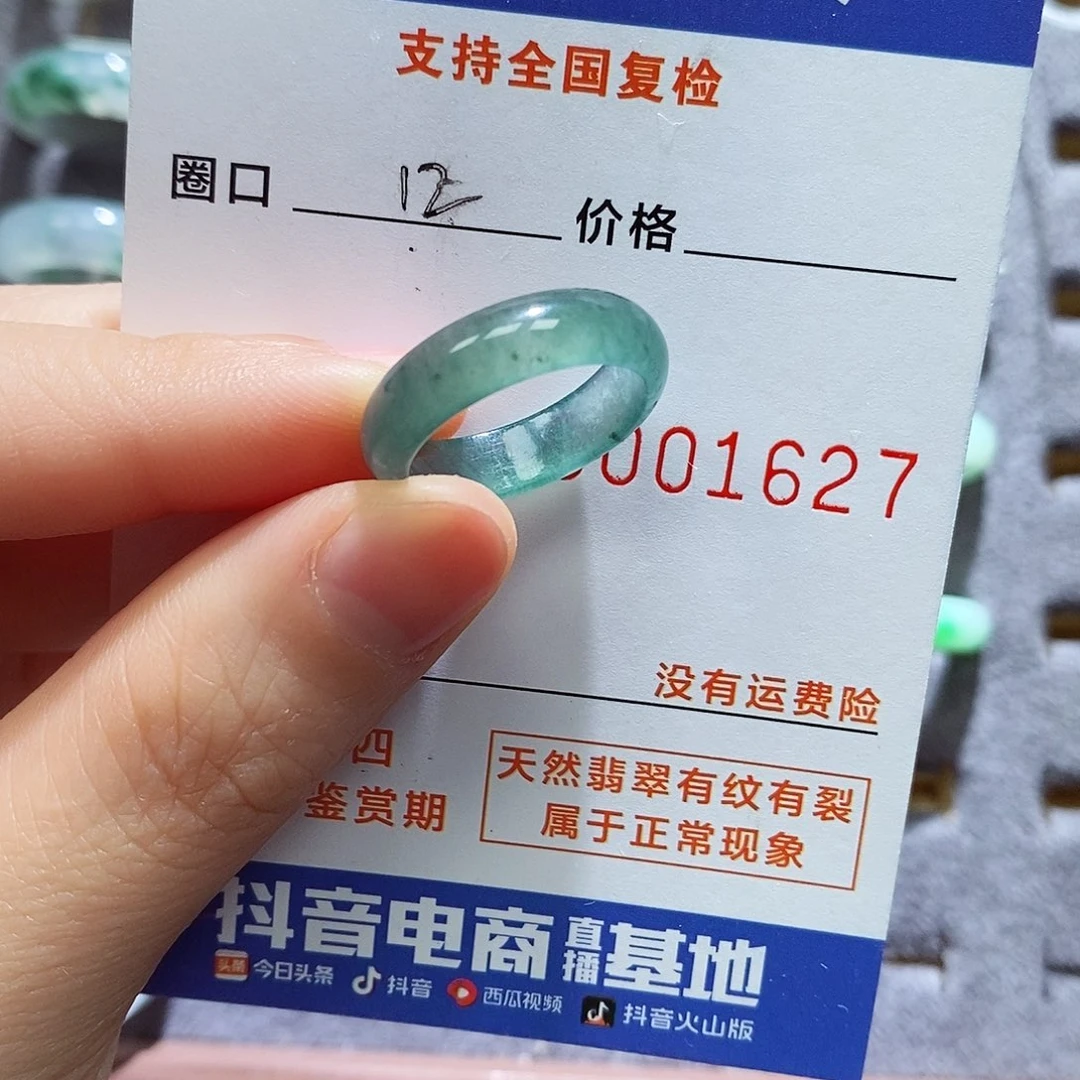 支持全国复检
圈口 12 价格
001627
没有运费险
四
鉴赏期
天然翡翠有纹有裂
属于正常现象
抖音电商直播基地
头条 今日头条 抖音 西瓜视频 抖音火山版